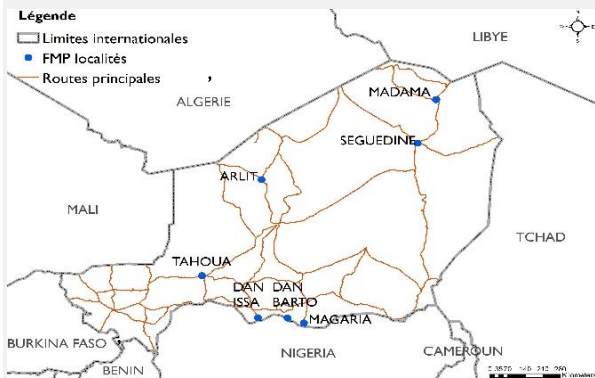 Légende
Limites internationales
FMP localités
Routes principales
,
LIBYE
ALGERIE
MADAMA
SEGUEDINE
ARLIT
MALI
TCHAD
TAHOUA
DAN
ISSA
DAN
BARTO
MAGARIA
BURKINA FASO
NIGERIA
CAMEROUN
BENIN
Kilometers